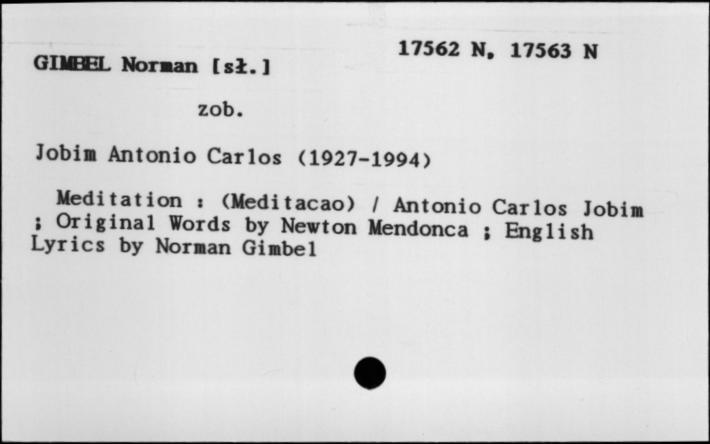 17562 N, 17563 N
GIMBEL Norman [sł.]
zob.
Jobim Antonio Carlos (1927-1994)
Meditation : (Meditacao) / Antonio Carlos Jobim
; Original Words by Newton Mendonca ; English
Lyrics by Norman Gimbel